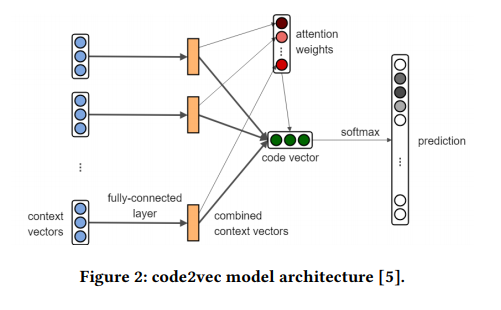 attention
weights
softmax
prediction
code vector
fully-connected
layer
context
vectors
combined
context vectors
Figure 2: code2vec model architecture [5].